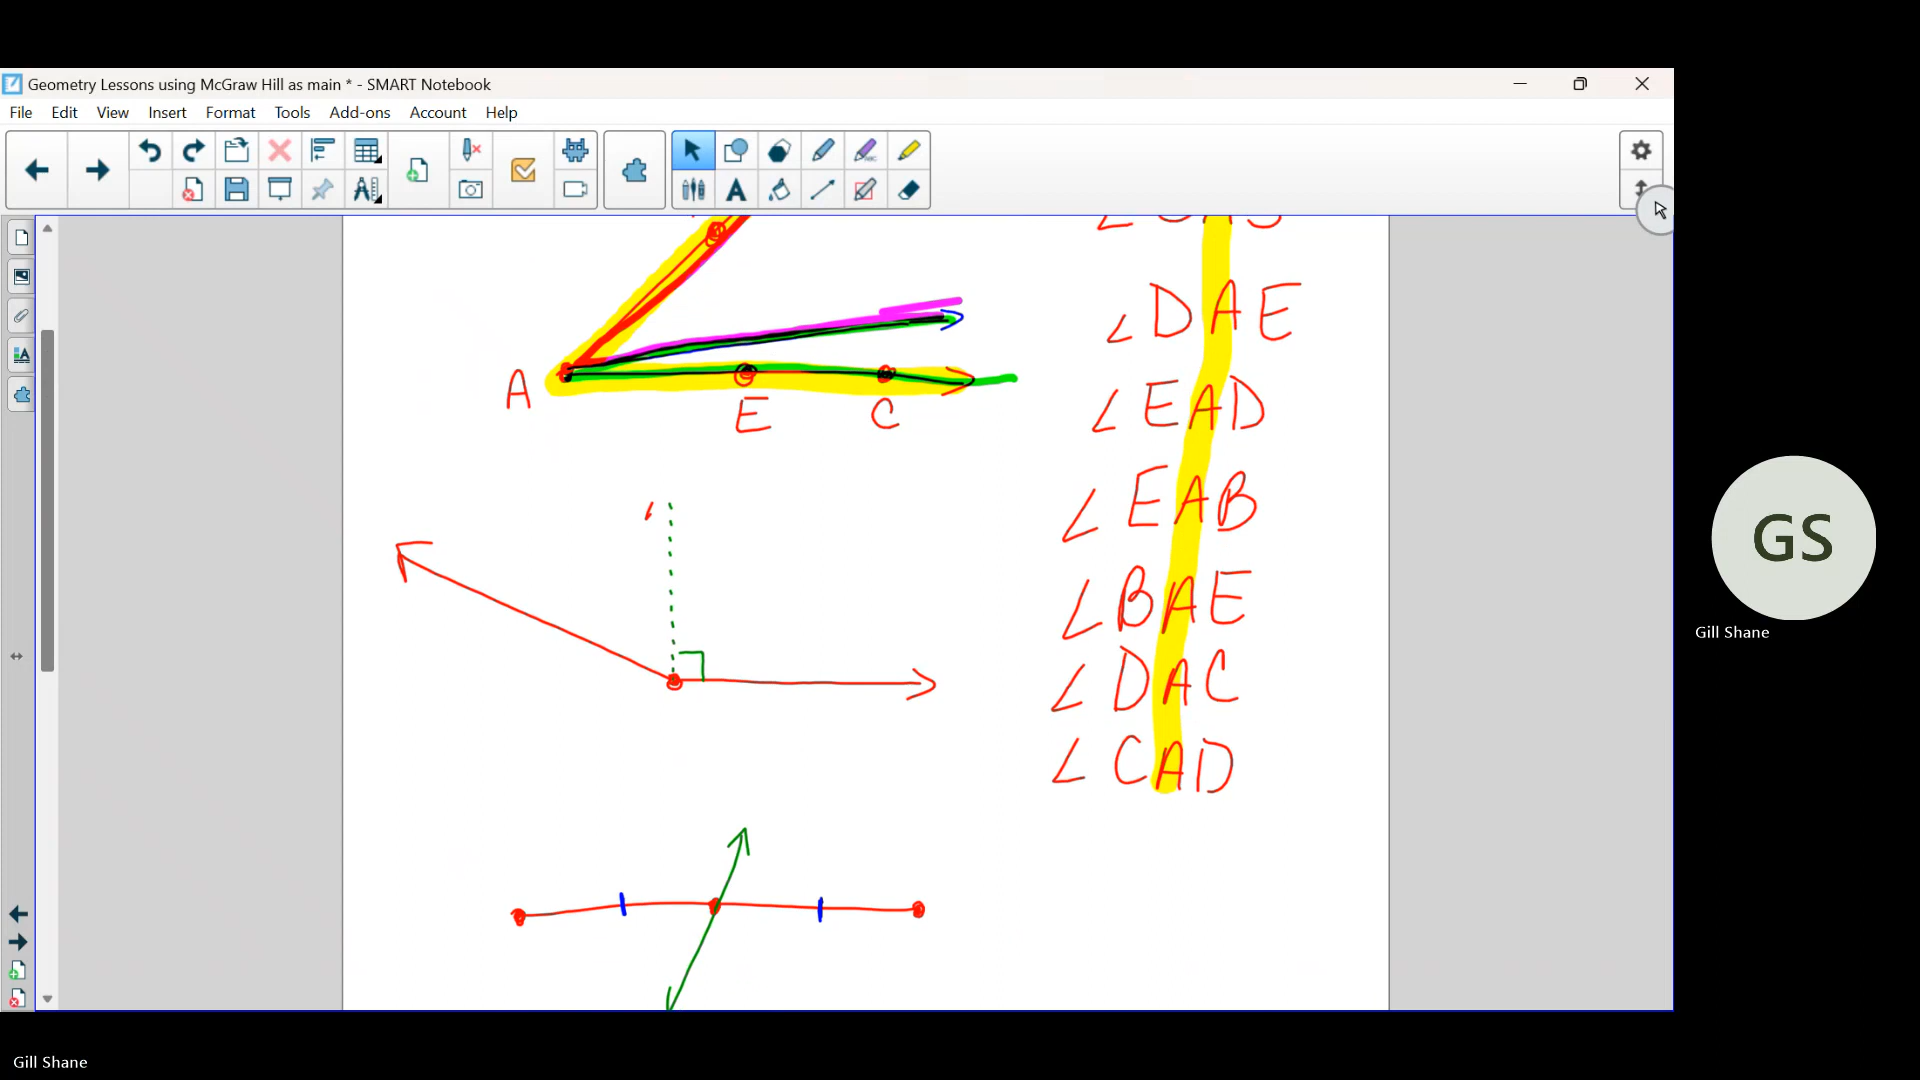 Geometry Lessons using McGraw Hill as main * - SMART Notebook
File Edit View Insert Format Tools Add-ons Account Help
∠DAE
A
E
C
∠EAD
∠EAB
∠BAE
∠DAC
∠CAD
GS
Gill Shane
Gill Shane